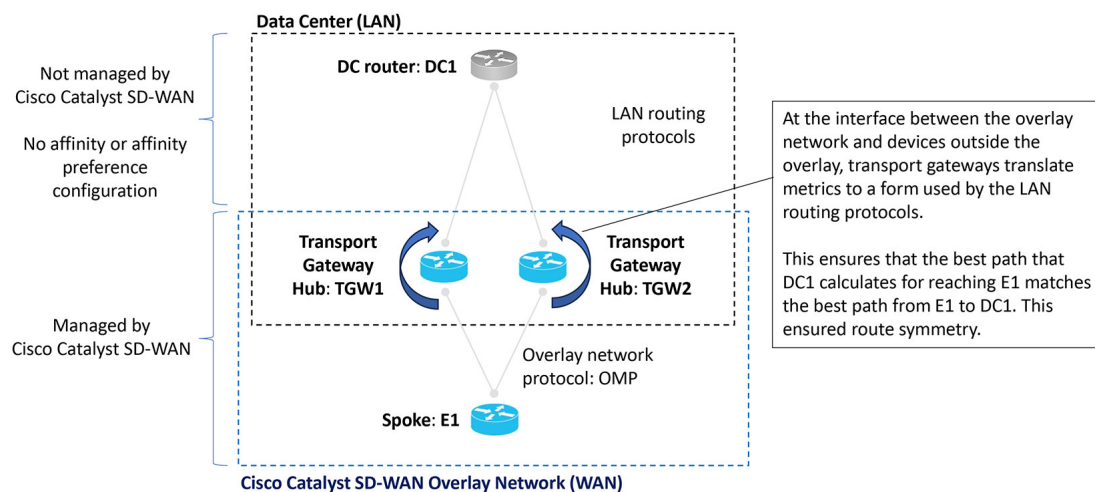 Data Center (LAN)
DC router: DC1
Not managed by
Cisco Catalyst SD-WAN
No affinity or affinity
preference
configuration
LAN routing
protocols
At the interface between the overlay
network and devices outside the
overlay, transport gateways translate
metrics to a form used by the LAN
routing protocols.
This ensures that the best path that
DC1 calculates for reaching E1 matches
the best path from E1 to DC1. This
ensured route symmetry.
Transport
Gateway
Hub: TGW1
Transport
Gateway
Hub: TGW2
Managed by
Cisco Catalyst SD-WAN
Overlay network
protocol: OMP
Spoke: E1
Cisco Catalyst SD-WAN Overlay Network (WAN)